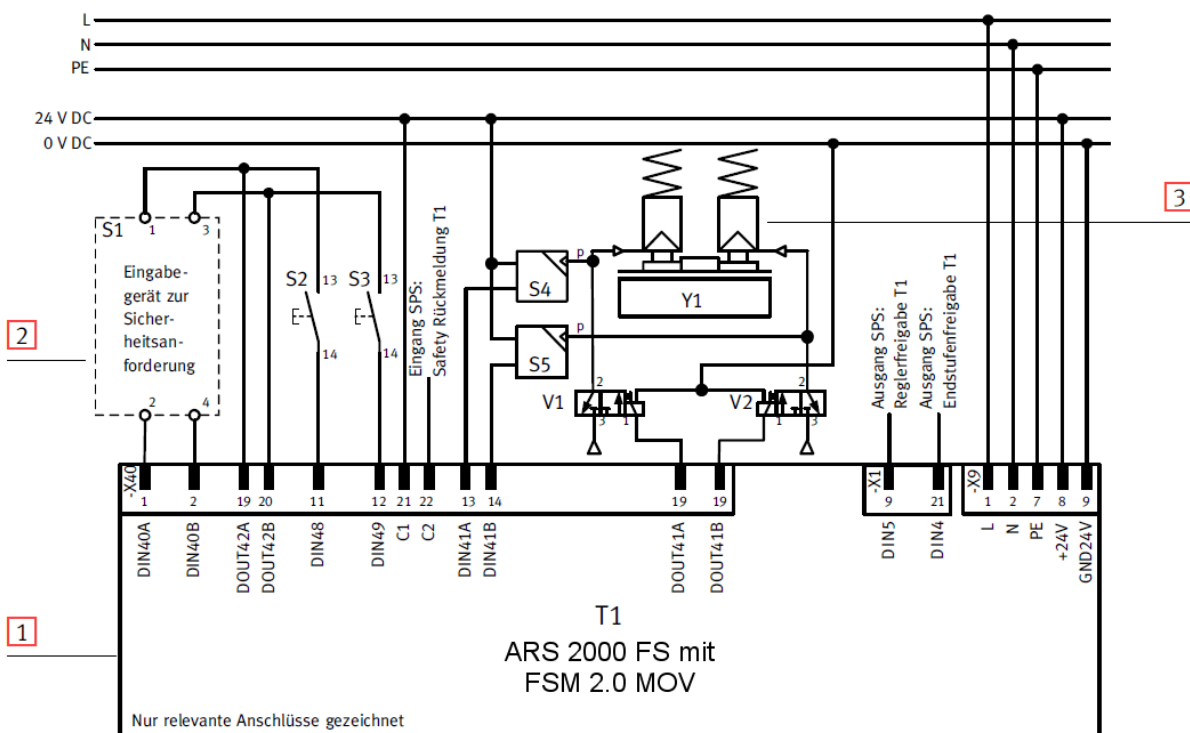 L
N
PE
24 V DC
0 V DC
3
S1
1
3
Eingabe-
gerät zur
Sicher-
heitsan-
forderung
2
4
2
S2
13
14
S3
13
14
Eingang SPS:
Safety Rückmeldung T1
S4
p
S5
p
Y1
V1
2
3
1
V2
2
1
3
Ausgang SPS:
Reglerfreigabe T1
Ausgang SPS:
Endstufenfreigabe T1
-X40
1
2
19
20
11
12
21
22
13
14
19
19
-X1
9
21
-X9
1
2
7
8
9
DIN40A
DIN40B
DOUT42A
DOUT42B
DIN48
DIN49
C1
C2
DIN41A
DIN41B
DOUT41A
DOUT41B
DIN5
DIN4
L
N
PE
+24V
GND24V
1
T1
ARS 2000 FS mit
FSM 2.0 MOV
Nur relevante Anschlüsse gezeichnet